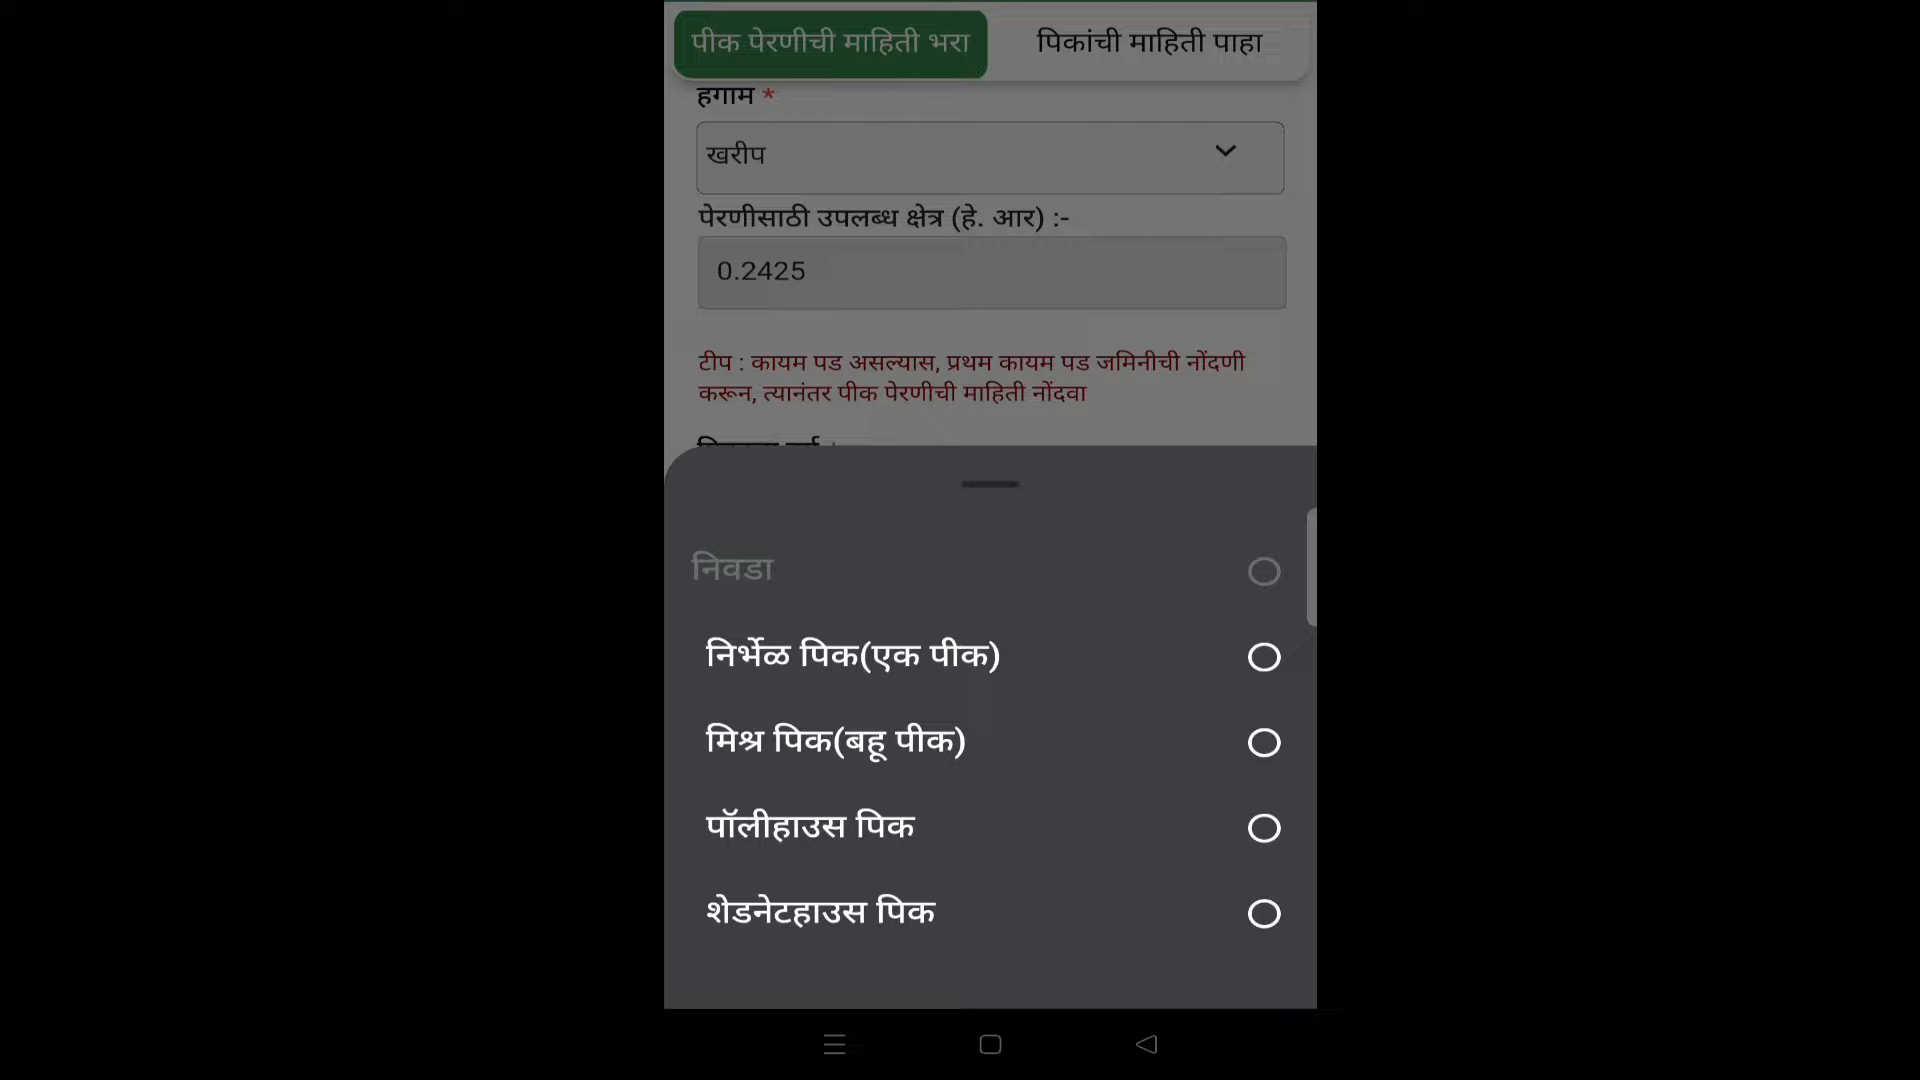 पीक पेरणीची माहिती भरा
पिकांची माहिती पाहा
हगाम *
खरीप
पेरणीसाठी उपलब्ध क्षेत्र (हे. आर) :-
0.2425
टीप : कायम पड असल्यास, प्रथम कायम पड जमिनीची नोंदणी
करून, त्यानंतर पीक पेरणीची माहिती नोंदवा
निवडा
निर्भेळ पिक(एक पीक)
मिश्र पिक(बहू पीक)
पॉलीहाउस पिक
शेडनेटहाउस पिक